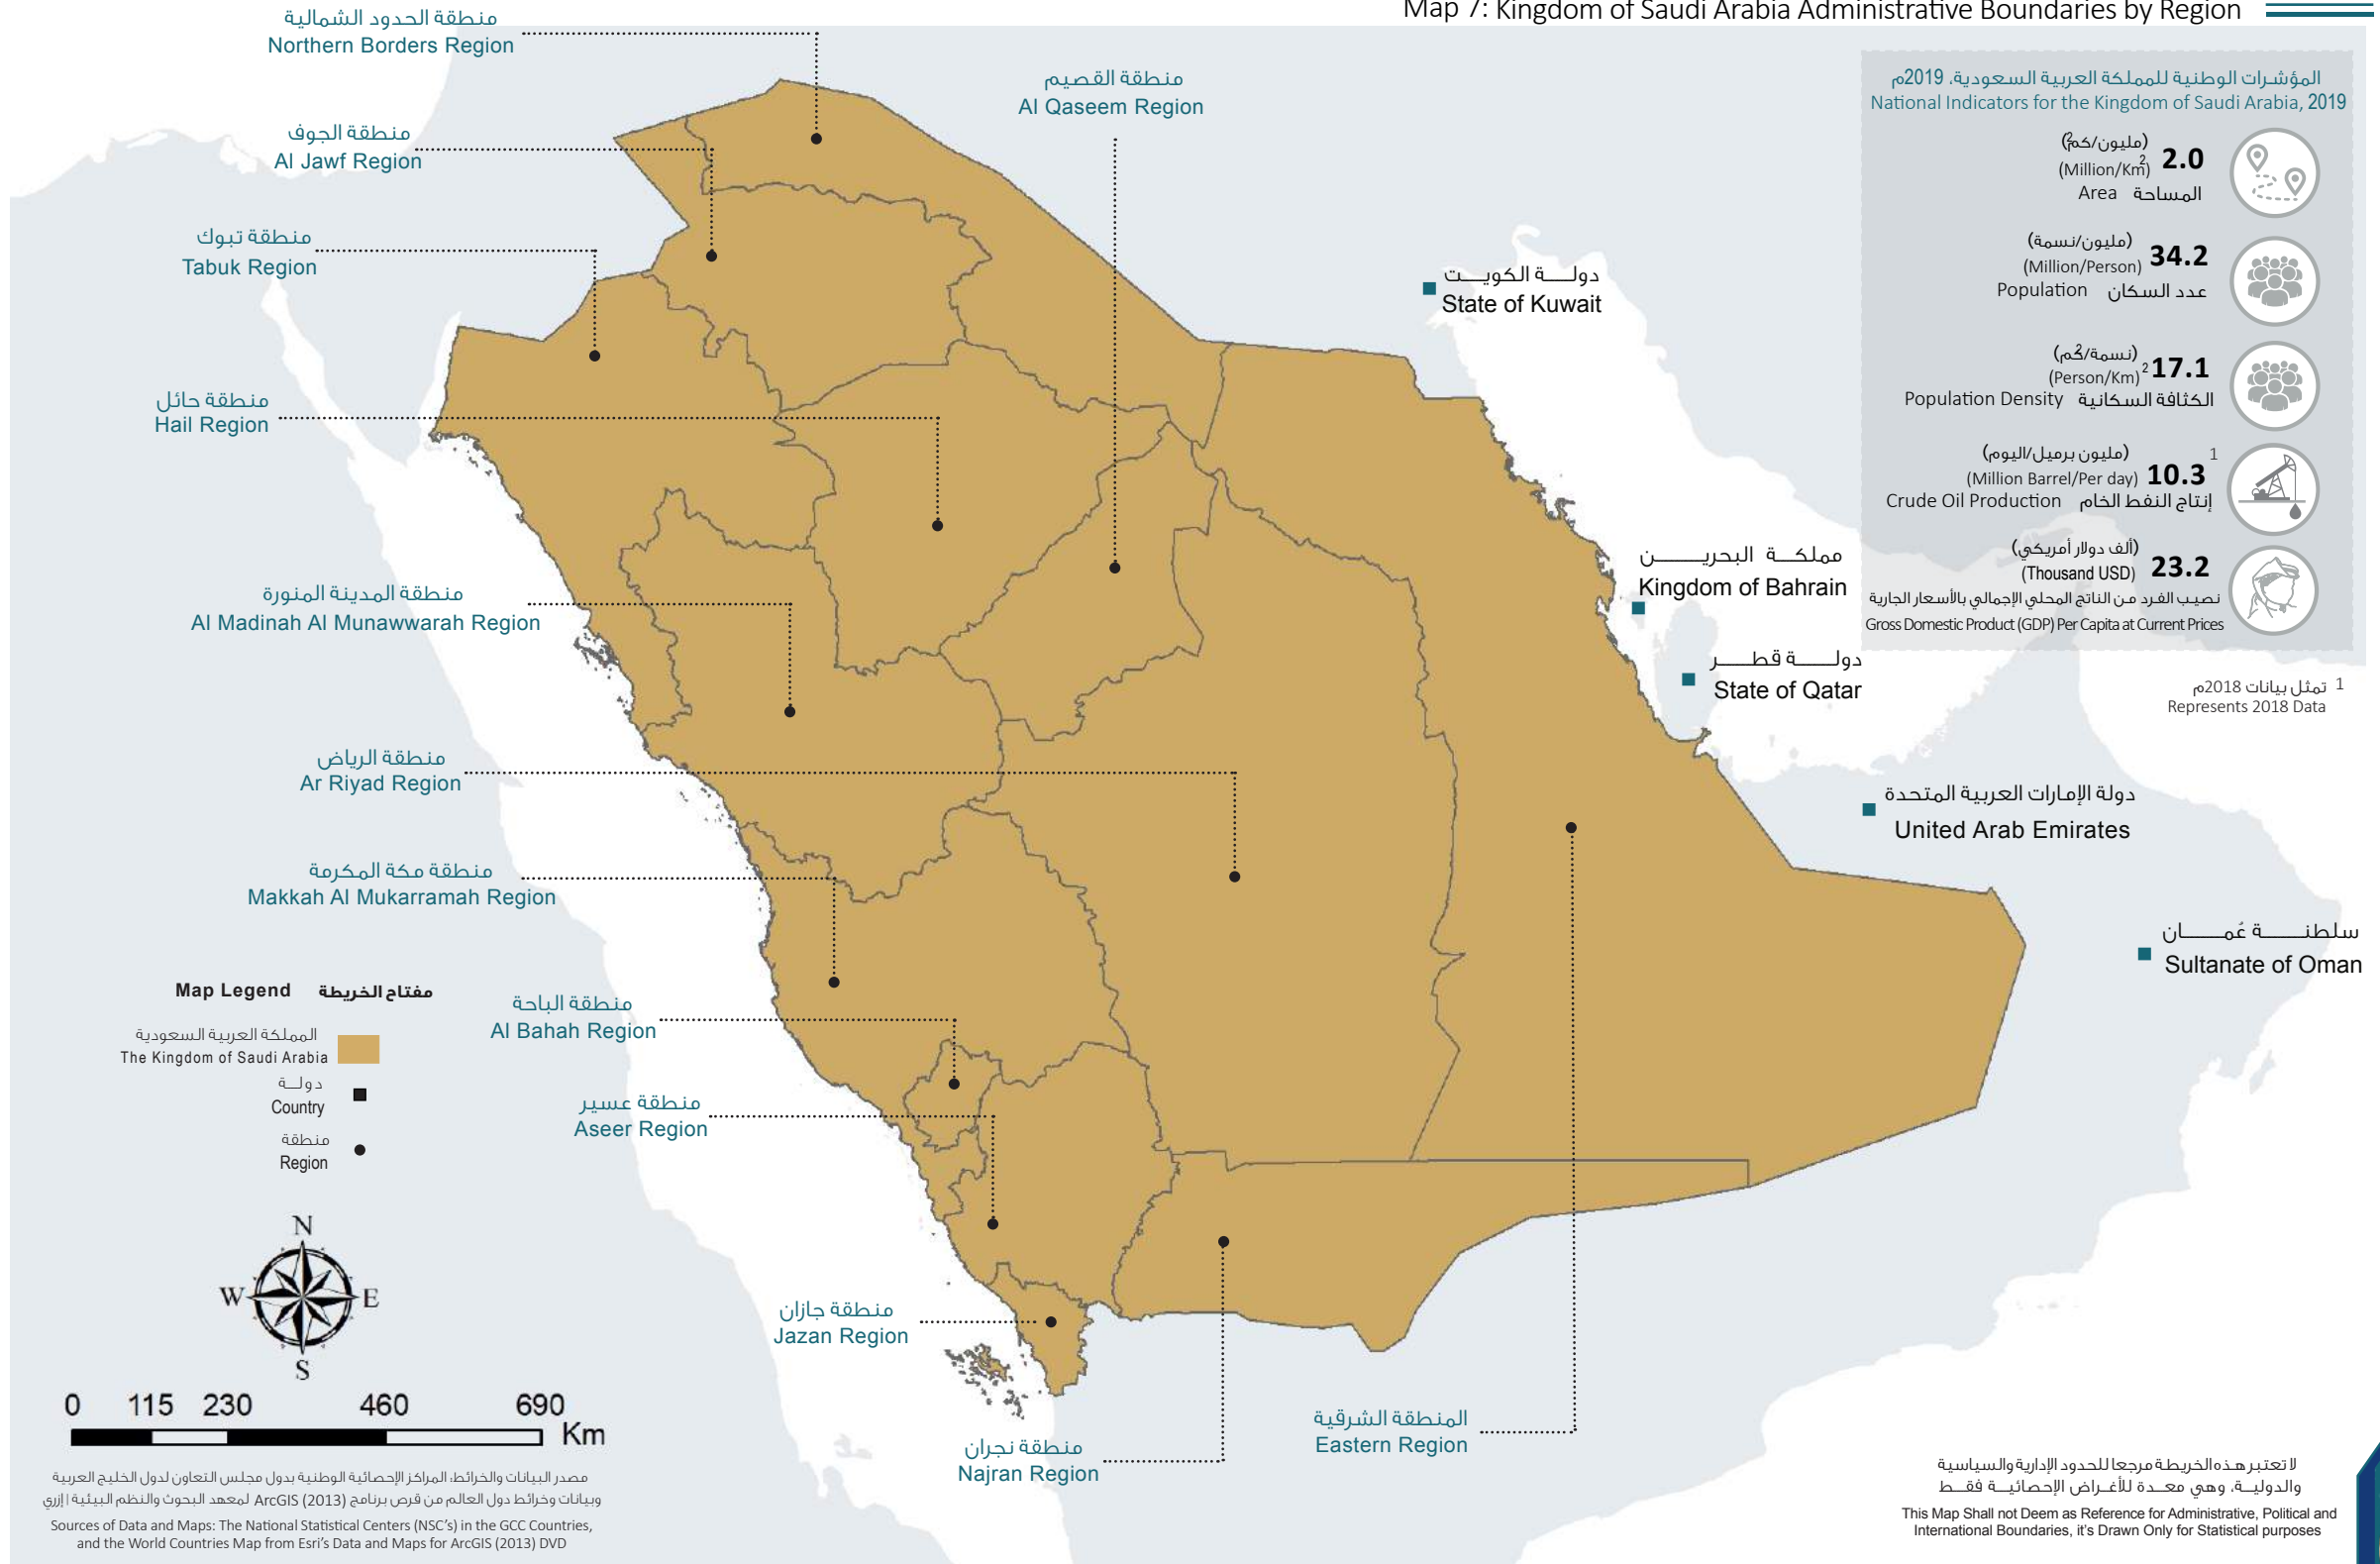 Map 7: Kingdom of Saudi Arabia Administrative Boundaries by Region
منطقة الحدود الشمالية
Northern Borders Region
منطقة القصيم
Al Qaseem Region
منطقة الجوف
Al Jawf Region
منطقة تبوك
Tabuk Region
منطقة حائل
Hail Region
منطقة المدينة المنورة
Al Madinah Al Munawwarah Region
منطقة الرياض
Ar Riyad Region
منطقة مكة المكرمة
Makkah Al Mukarramah Region
منطقة الباحة
Al Bahah Region
منطقة عسير
Aseer Region
منطقة جازان
Jazan Region
منطقة نجران
Najran Region
المنطقة الشرقية
Eastern Region
دولــة الكويــت
State of Kuwait
مملكــة البحريــــن
Kingdom of Bahrain
دولــــة قطــــر
State of Qatar
دولة الإمارات العربية المتحدة
United Arab Emirates
سلطنــــة عُمــــان
Sultanate of Oman
المؤشرات الوطنية للمملكة العربية السعودية، 2019م
National Indicators for the Kingdom of Saudi Arabia, 2019
(مليون/كم²)
(Million/Km²) 2.0
Area المساحة
(مليون/نسمة)
(Million/Person) 34.2
Population عدد السكان
(نسمة/كم²)
(Person/Km)² 17.1
Population Density الكثافة السكانية
(مليون برميل/اليوم) 1
(Million Barrel/Per day) 10.3
Crude Oil Production إنتاج النفط الخام
(ألف دولار أمريكي)
(Thousand USD) 23.2
نصيب الفرد من الناتج المحلي الإجمالي بالأسعار الجارية
Gross Domestic Product (GDP) Per Capita at Current Prices
1 تمثل بيانات 2018م
Represents 2018 Data
Map Legend مفتاح الخريطة
المملكة العربية السعودية
The Kingdom of Saudi Arabia
دولــة
Country
منطقة
Region
N
W E
S
0 115 230 460 690
Km
مصدر البيانات والخرائط: المراكز الإحصائية الوطنية بدول مجلس التعاون لدول الخليج العربية
وبيانات وخرائط دول العالم من قرص برنامج ArcGIS (2013) لمعهد البحوث والنظم البيئية | إزري
Sources of Data and Maps: The National Statistical Centers (NSC's) in the GCC Countries,
and the World Countries Map from Esri's Data and Maps for ArcGIS (2013) DVD
لا تعتبر هذه الخريطة مرجعا للحدود الإدارية والسياسية
والدوليــة، وهي معــدة للأغــراض الإحصائيــة فقــط
This Map Shall not Deem as Reference for Administrative, Political and
International Boundaries, it's Drawn Only for Statistical purposes